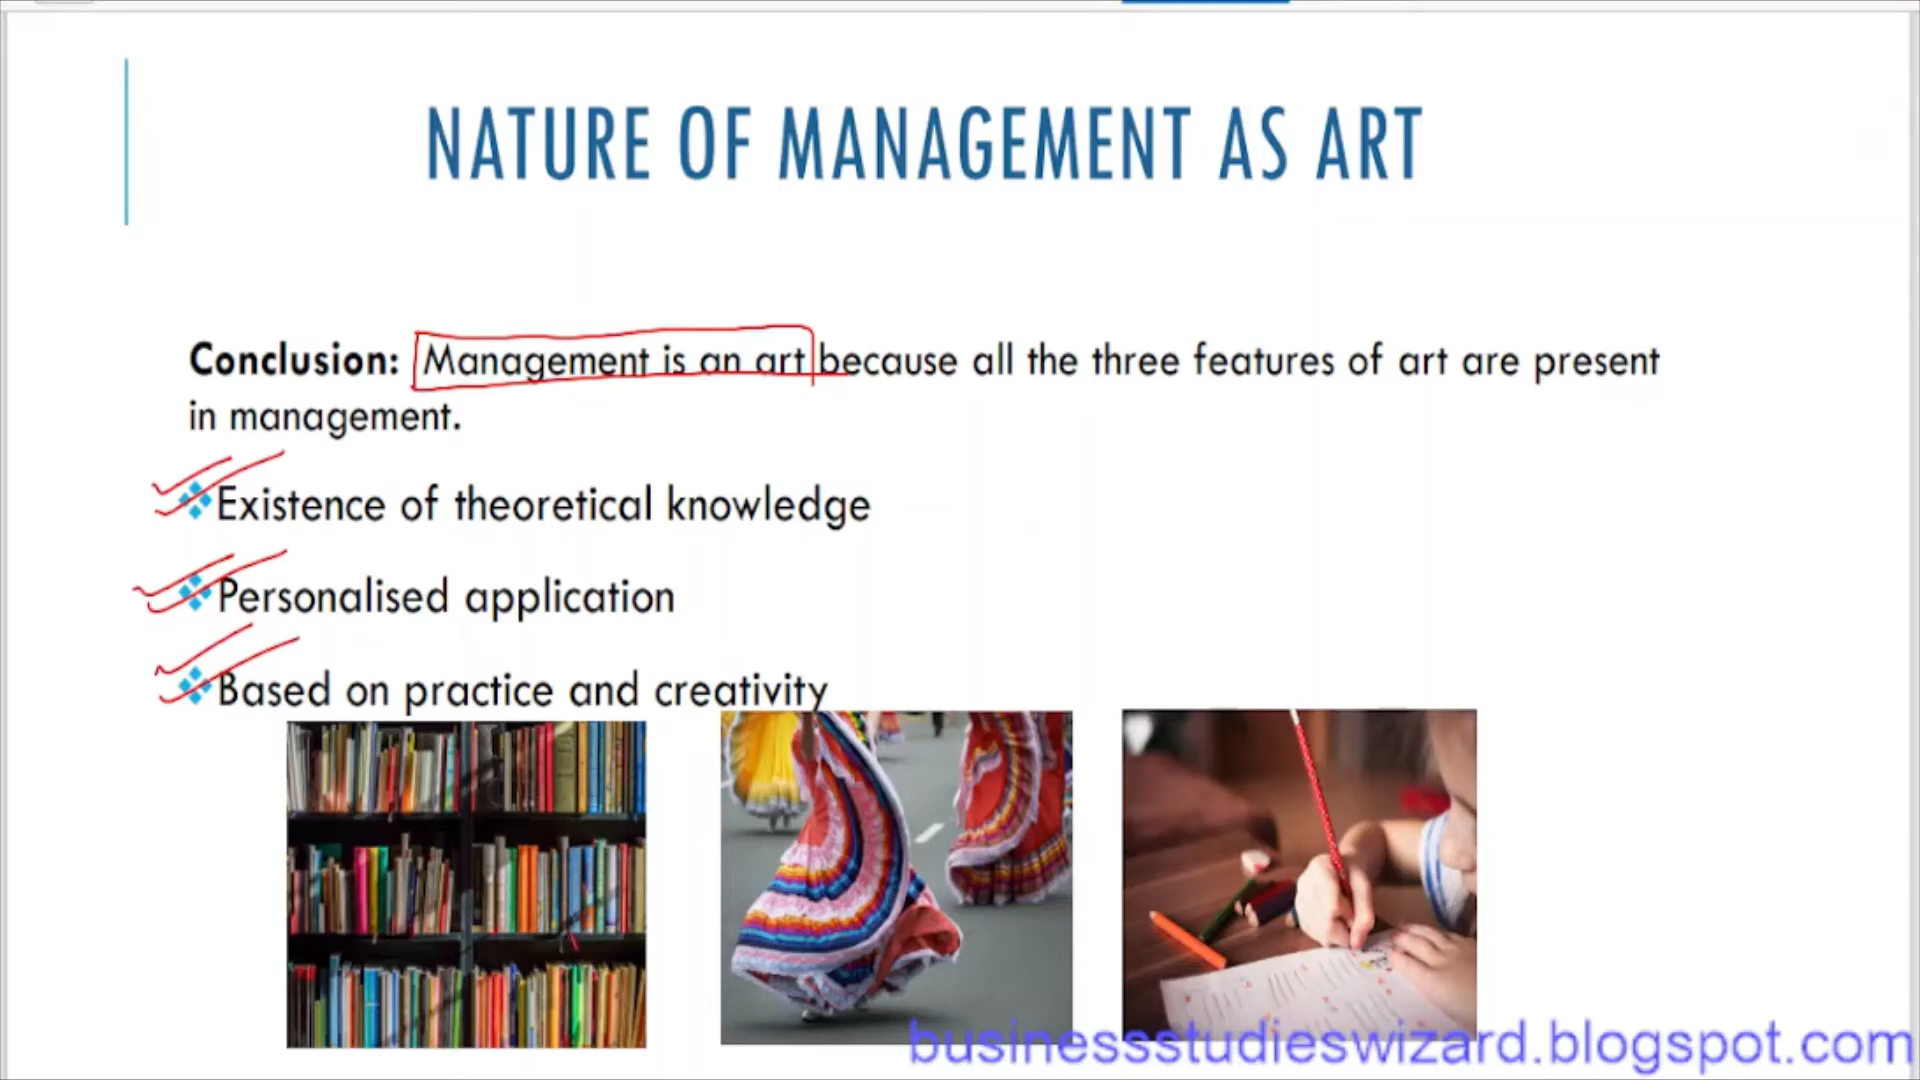 NATURE OF MANAGEMENT AS ART
Conclusion: Management is an art because all the three features of art are present
in management.
Existence of theoretical knowledge
Personalised application
Based on practice and creativity
businessstudieswizard.blogspot.com